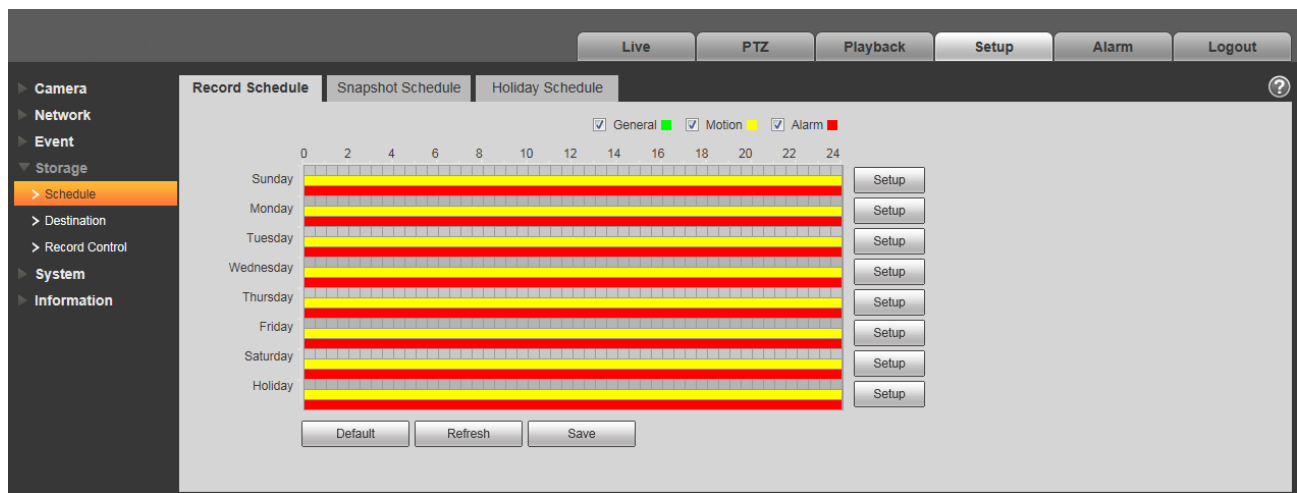 Live PTZ Playback Setup Alarm Logout
Camera
Network
Event
Storage
Schedule
Destination
Record Control
System
Information
Record Schedule Snapshot Schedule Holiday Schedule ?
General Motion Alarm
0 2 4 6 8 10 12 14 16 18 20 22 24
Sunday Setup
Monday Setup
Tuesday Setup
Wednesday Setup
Thursday Setup
Friday Setup
Saturday Setup
Holiday Setup
Default Refresh Save